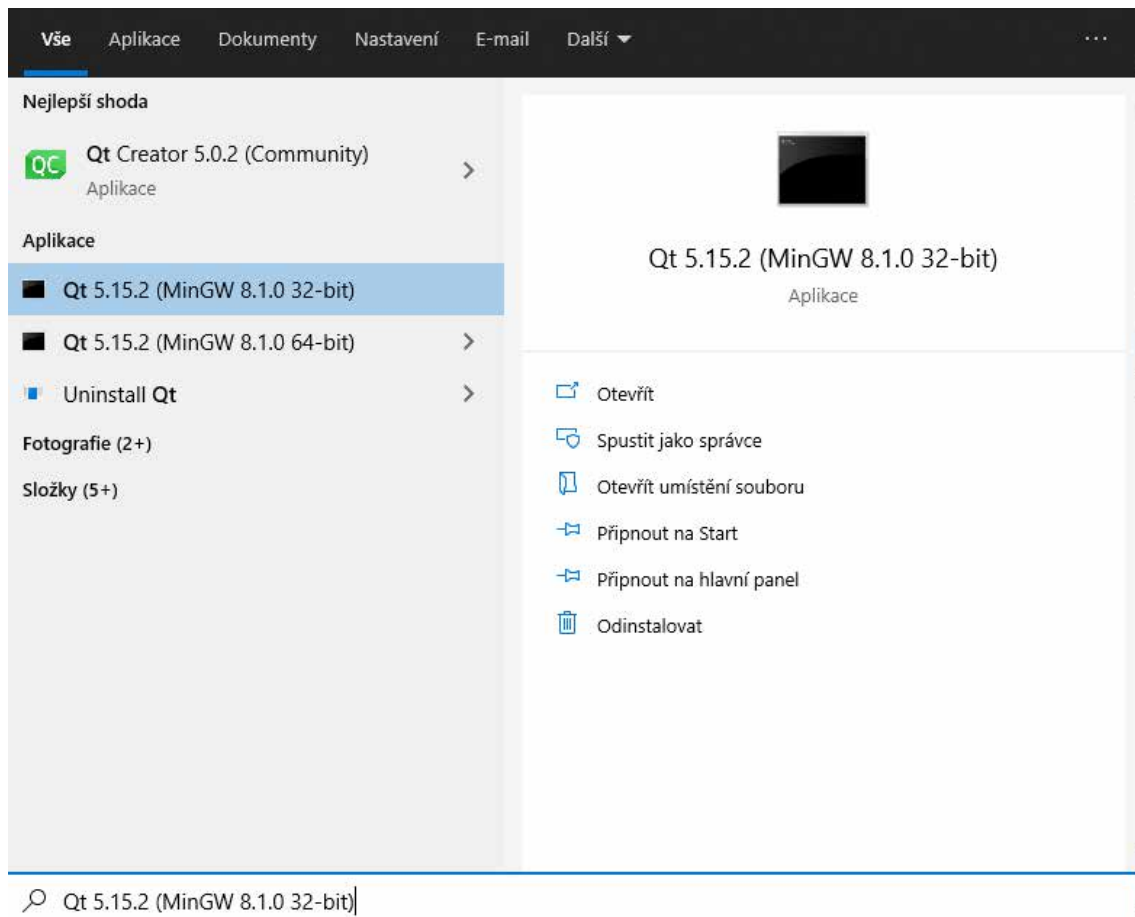 Vše Aplikace Dokumenty Nastavení E-mail Další ...
Nejlepší shoda
QC Qt Creator 5.0.2 (Community)
Aplikace
Aplikace
Qt 5.15.2 (MinGW 8.1.0 32-bit)
Qt 5.15.2 (MinGW 8.1.0 64-bit)
Uninstall Qt
Fotografie (2+)
Složky (5+)
Qt 5.15.2 (MinGW 8.1.0 32-bit)
Aplikace
Otevřít
Spustit jako správce
Otevřít umístění souboru
Připnout na Start
Připnout na hlavní panel
Odinstalovat
Qt 5.15.2 (MinGW 8.1.0 32-bit)